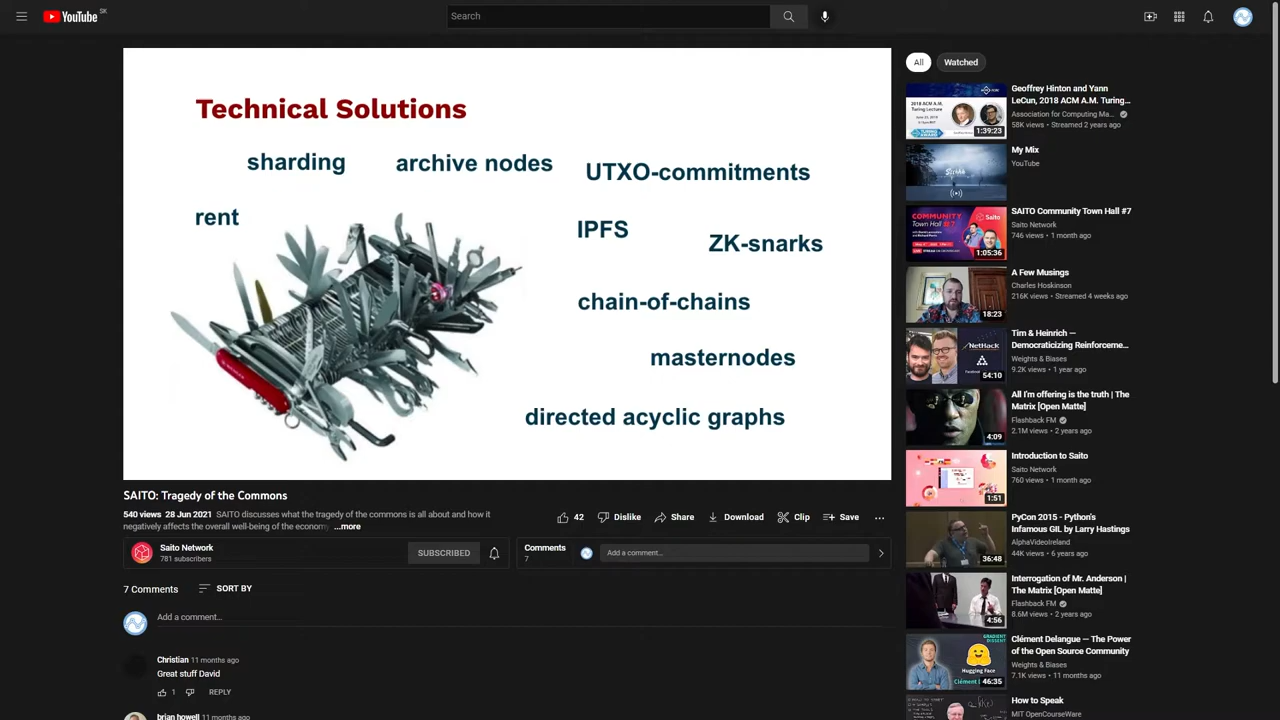 YouTube SK
Search
Technical Solutions
sharding
archive nodes
UTXO-commitments
rent
IPFS
ZK-snarks
chain-of-chains
masternodes
directed acyclic graphs
SAITO: Tragedy of the Commons
540 views 28 Jun 2021 SAITO discusses what the tragedy of the commons is all about and how it
negatively affects the overall well-being of the economy ...more
42
Dislike
Share
Download
Clip
Save
Saito Network
781 subscribers
SUBSCRIBED
Comments
7
Add a comment...
7 Comments
SORT BY
Add a comment...
Christian 11 months ago
Great stuff David
1
REPLY
brian howell 11 months ago
All
Watched
1:39:23
Geoffrey Hinton and Yann
LeCun, 2018 ACM A.M. Turing...
Association for Computing Ma...
58K views • Streamed 2 years ago
My Mix
YouTube
COMMUNITY
Town Hall #7
Saito
1:05:36
SAITO Community Town Hall #7
Saito Network
746 views • 1 month ago
18:23
A Few Musings
Charles Hoskinson
216K views • Streamed 4 weeks ago
NetHack
54:10
Tim & Heinrich —
Democraticizing Reinforceme...
Weights & Biases
9.2K views • 1 year ago
4:09
All I'm offering is the truth | The
Matrix [Open Matte]
Flashback FM
2.1M views • 2 years ago
1:51
Introduction to Saito
Saito Network
760 views • 1 month ago
36:48
PyCon 2015 - Python's
Infamous GIL by Larry Hastings
AlphaVideoIreland
44K views • 6 years ago
4:56
Interrogation of Mr. Anderson |
The Matrix [Open Matte]
Flashback FM
8.6M views • 2 years ago
Hugging Face
46:35
Clément Delangue — The Power
of the Open Source Community
Weights & Biases
7.1K views • 11 months ago
How to Speak
MIT OpenCourseWare